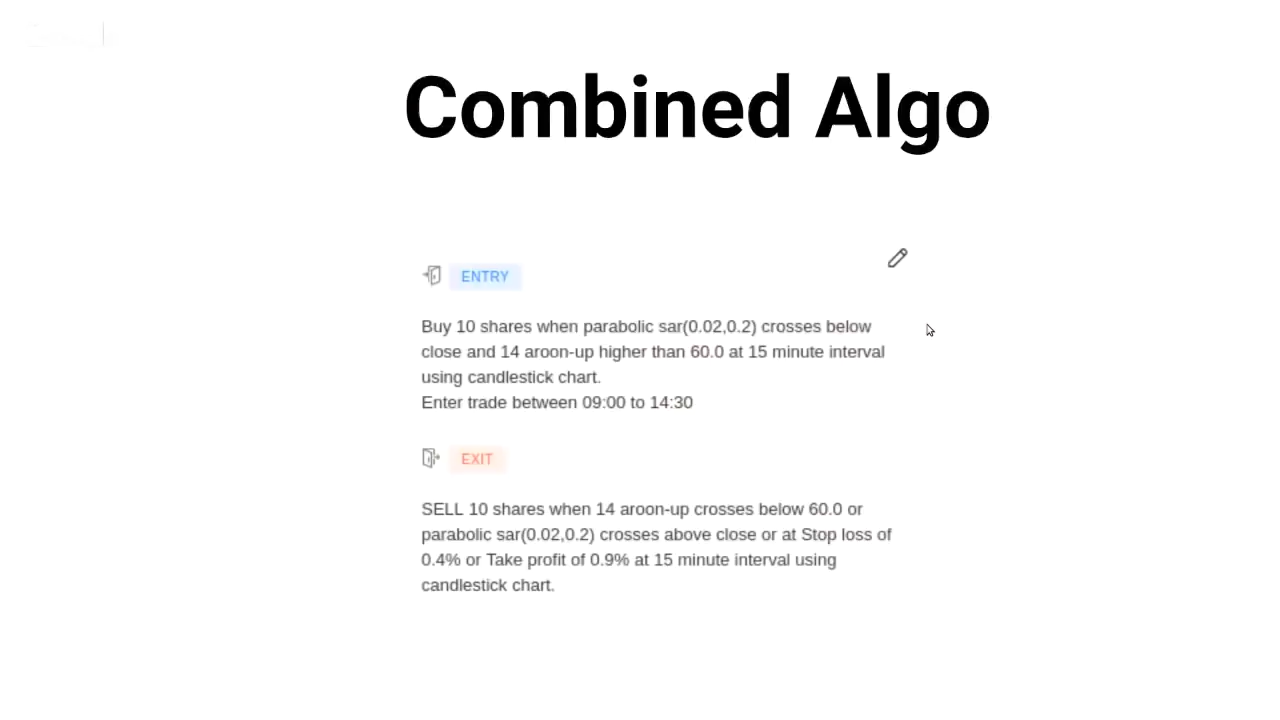 Combined Algo
ENTRY
Buy 10 shares when parabolic sar(0.02,0.2) crosses below
close and 14 aroon-up higher than 60.0 at 15 minute interval
using candlestick chart.
Enter trade between 09:00 to 14:30
EXIT
SELL 10 shares when 14 aroon-up crosses below 60.0 or
parabolic sar(0.02,0.2) crosses above close or at Stop loss of
0.4% or Take profit of 0.9% at 15 minute interval using
candlestick chart.